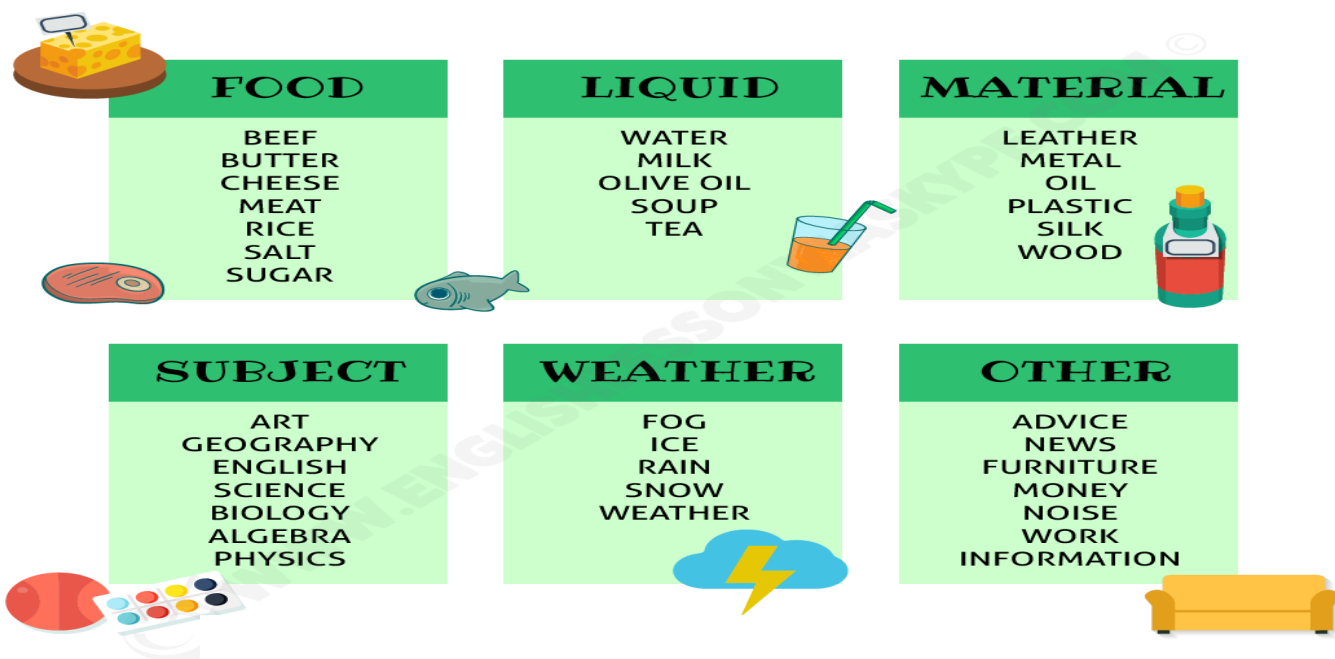 FOOD
BEEF
BUTTER
CHEESE
MEAT
RICE
SALT
SUGAR
LIQUID
WATER
MILK
OLIVE OIL
SOUP
TEA
MATERIAL
LEATHER
METAL
OIL
PLASTIC
SILK
WOOD
SUBJECT
ART
GEOGRAPHY
ENGLISH
SCIENCE
BIOLOGY
ALGEBRA
PHYSICS
WEATHER
FOG
ICE
RAIN
SNOW
WEATHER
OTHER
ADVICE
NEWS
FURNITURE
MONEY
NOISE
WORK
INFORMATION